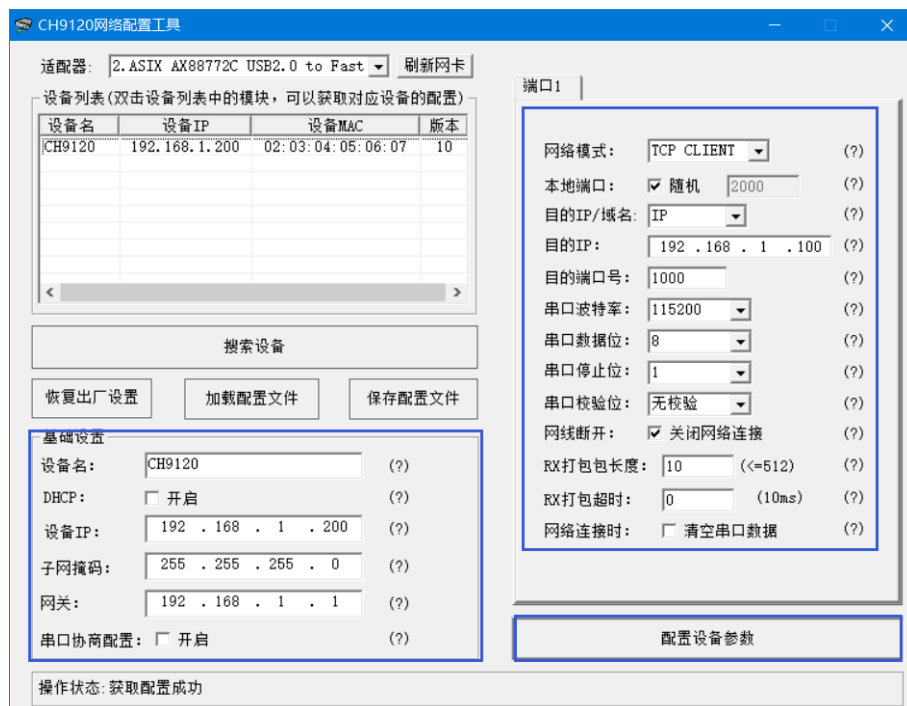 CH9120网络配置工具
适配器: 2.ASIX AX88772C USB2.0 to Fast 刷新网卡
设备列表(双击设备列表中的模块，可以获取对应设备的配置)
设备名 设备IP 设备MAC 版本
CH9120 192.168.1.200 02:03:04:05:06:07 10
搜索设备
恢复出厂设置 加载配置文件 保存配置文件
基础设置
设备名: CH9120 (?)
DHCP: 开启 (?)
设备IP: 192 . 168 . 1 . 200 (?)
子网掩码: 255 . 255 . 255 . 0 (?)
网关: 192 . 168 . 1 . 1 (?)
串口协商配置: 开启 (?)
端口1
网络模式: TCP CLIENT (?)
本地端口: 随机 2000 (?)
目的IP/域名: IP (?)
目的IP: 192 . 168 . 1 . 100 (?)
目的端口号: 1000 (?)
串口波特率: 115200 (?)
串口数据位: 8 (?)
串口停止位: 1 (?)
串口校验位: 无校验 (?)
网线断开: 关闭网络连接 (?)
RX打包包长度: 10 (<=512) (?)
RX打包超时: 0 (10ms) (?)
网络连接时: 清空串口数据 (?)
配置设备参数
操作状态:获取配置成功